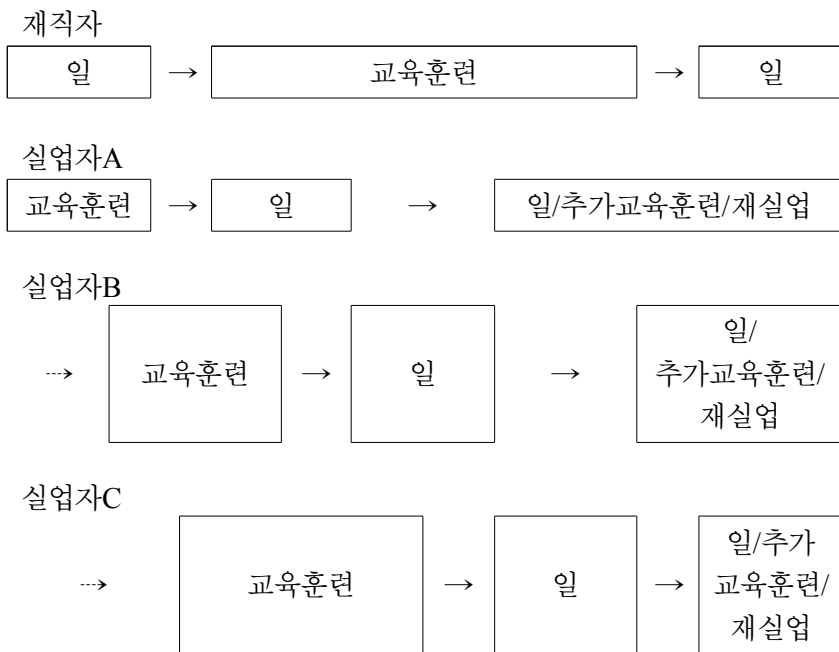 재직자
일 → 교육훈련 → 일
실업자A
교육훈련 → 일 → 일/추가교육훈련/재실업
실업자B
⇢ 교육훈련 → 일 → 일/
추가교육훈련/
재실업
실업자C
⇢ 교육훈련 → 일 → 일/추가
교육훈련/
재실업